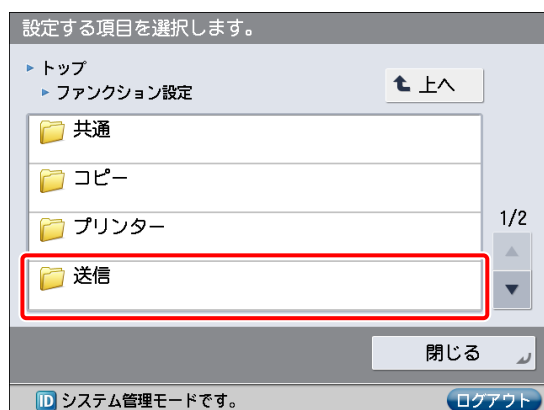 設定する項目を選択します。
トップ
ファンクション設定
上へ
共通
コピー
プリンター
送信
1/2
閉じる
ID システム管理モードです。
ログアウト